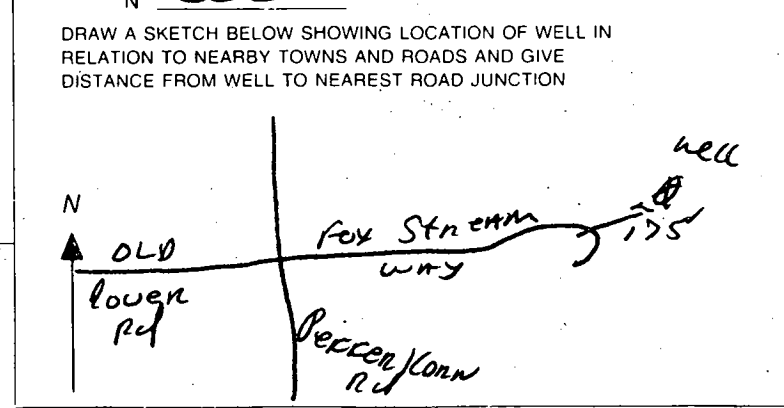 N
DRAW A SKETCH BELOW SHOWING LOCATION OF WELL IN
RELATION TO NEARBY TOWNS AND ROADS AND GIVE
DISTANCE FROM WELL TO NEAREST ROAD JUNCTION
well
N
OLD
Fox Stream
175'
lower
way
Rd
Rd